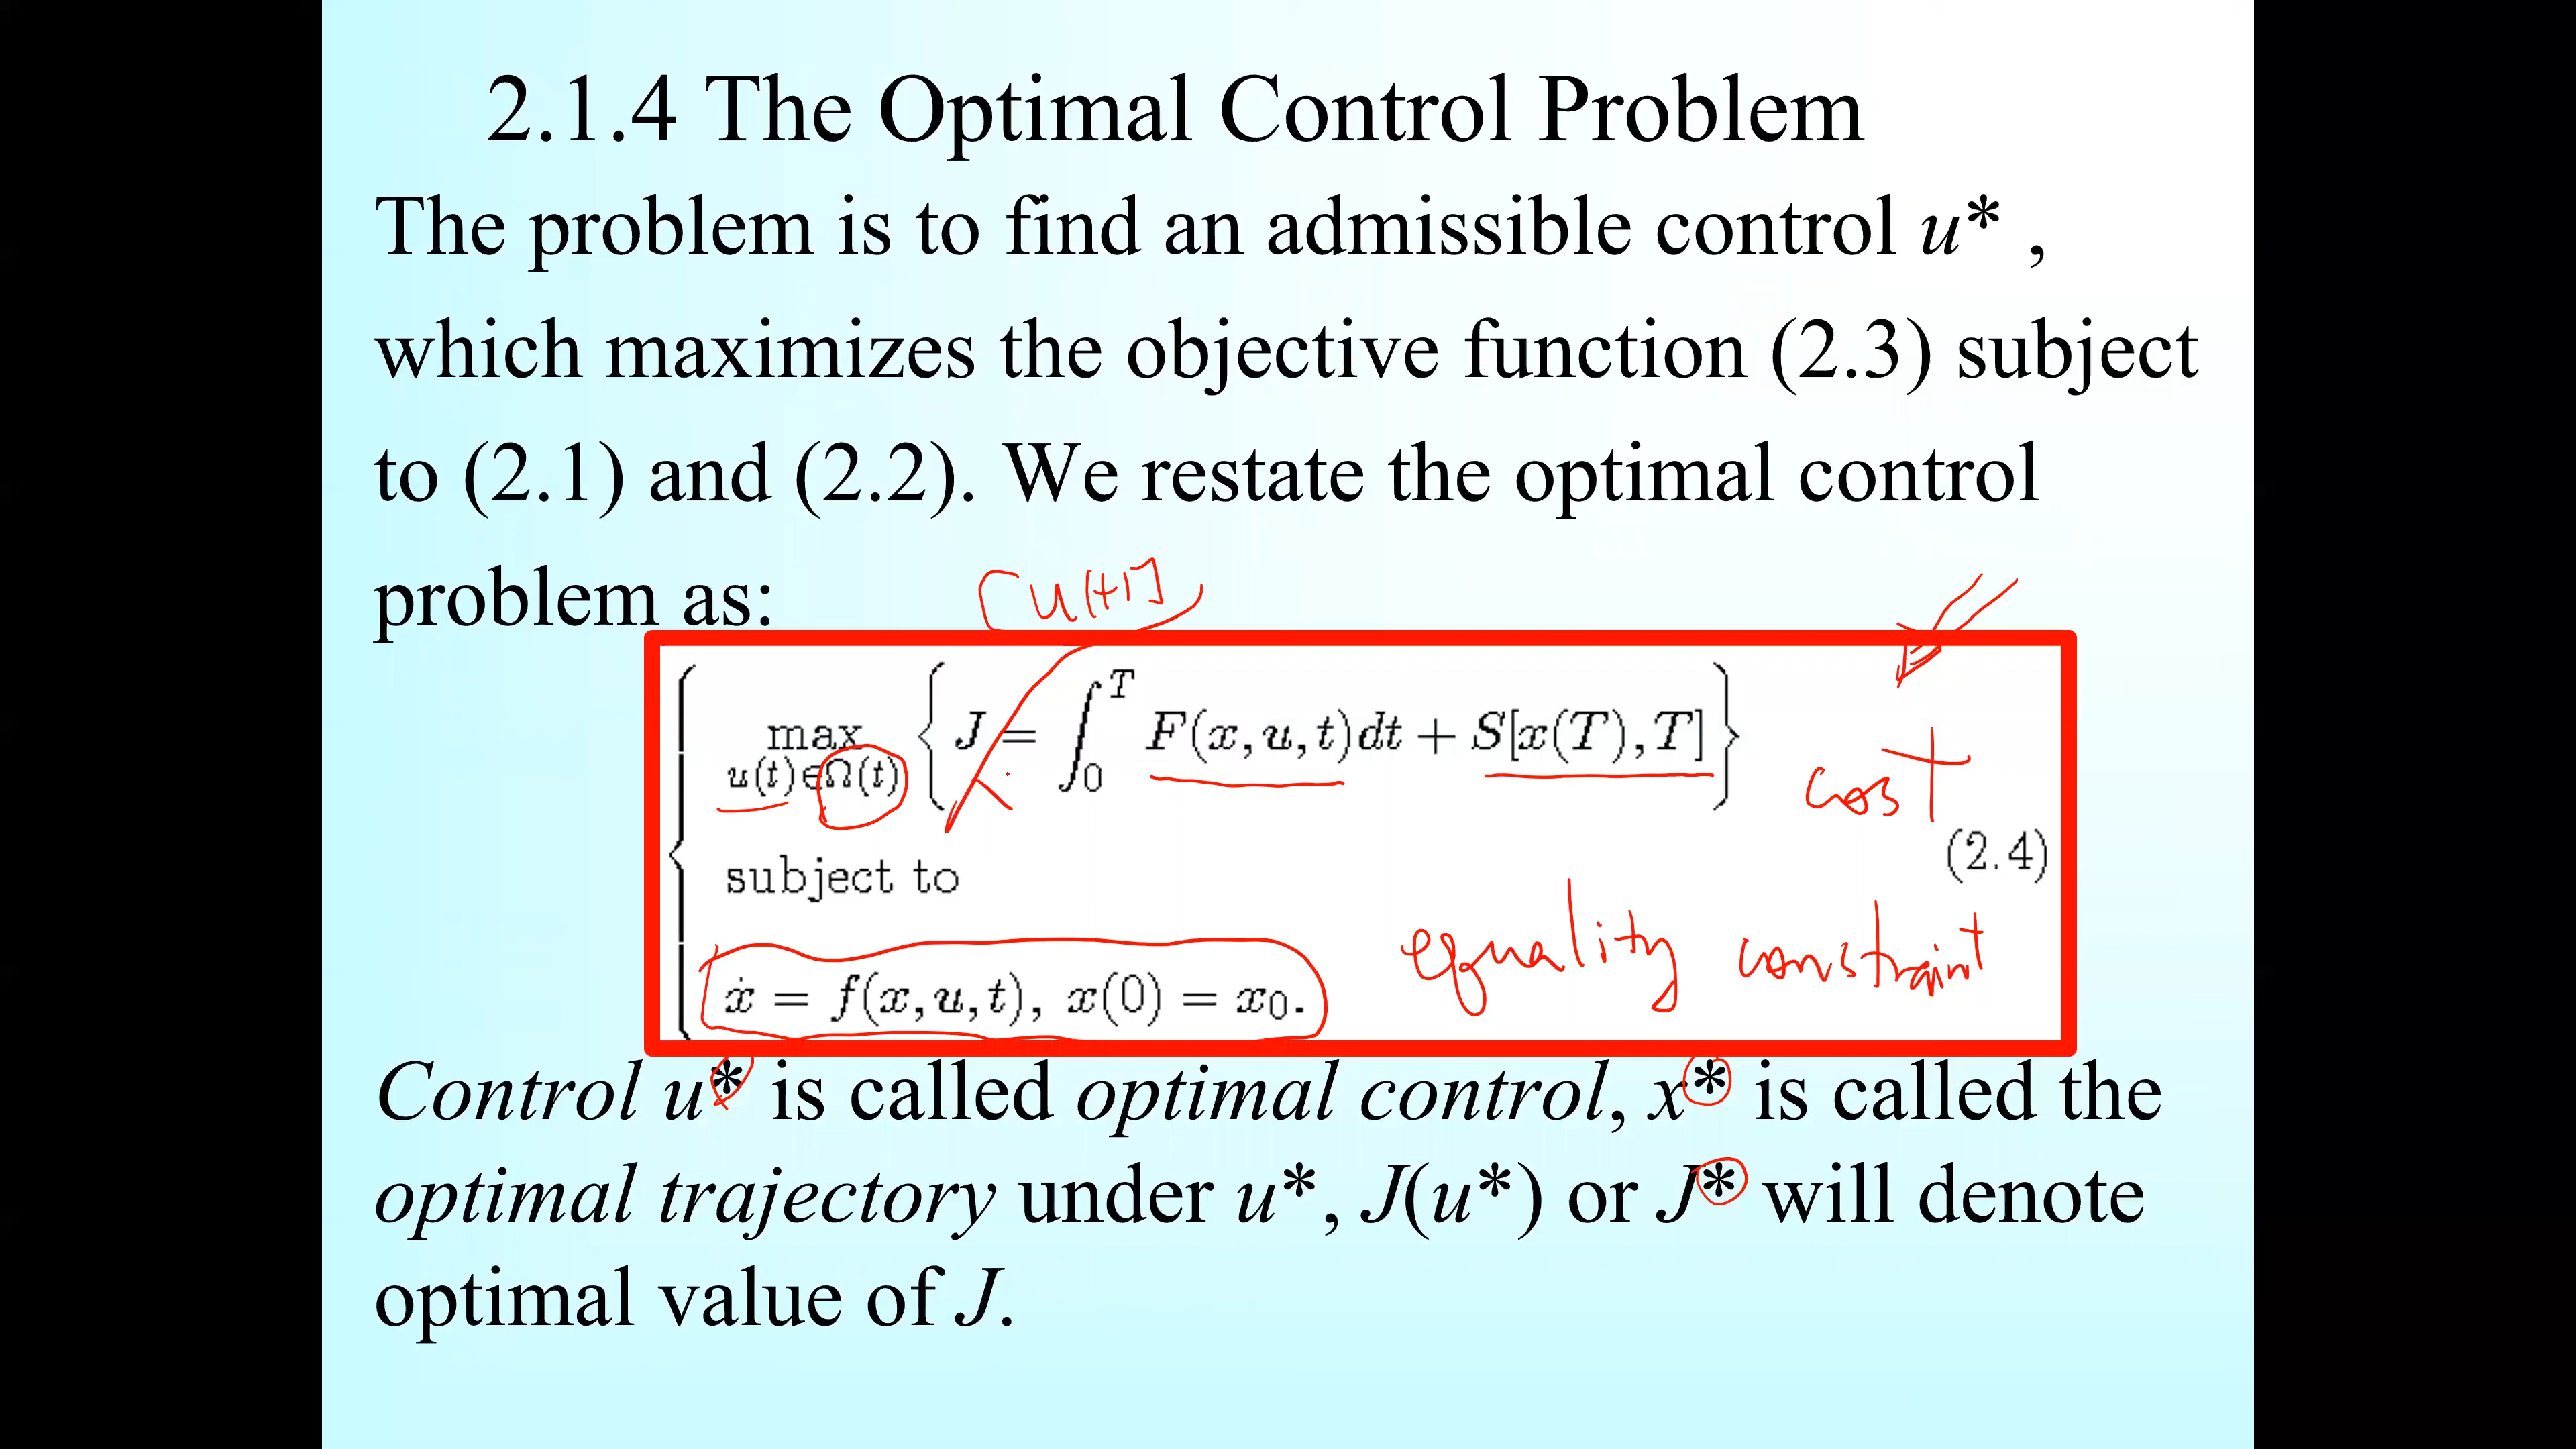 2.1.4 The Optimal Control Problem
The problem is to find an admissible control u* ,
which maximizes the objective function (2.3) subject
to (2.1) and (2.2). We restate the optimal control
problem as:
max u(t)∈Ω(t) { J = ∫₀ᵀ F(x, u, t)dt + S[x(T), T] }
cost
(2.4)
subject to
equality constraint
ẋ = f(x, u, t), x(0) = x₀.
Control u* is called optimal control, x* is called the
optimal trajectory under u*, J(u*) or J* will denote
optimal value of J.